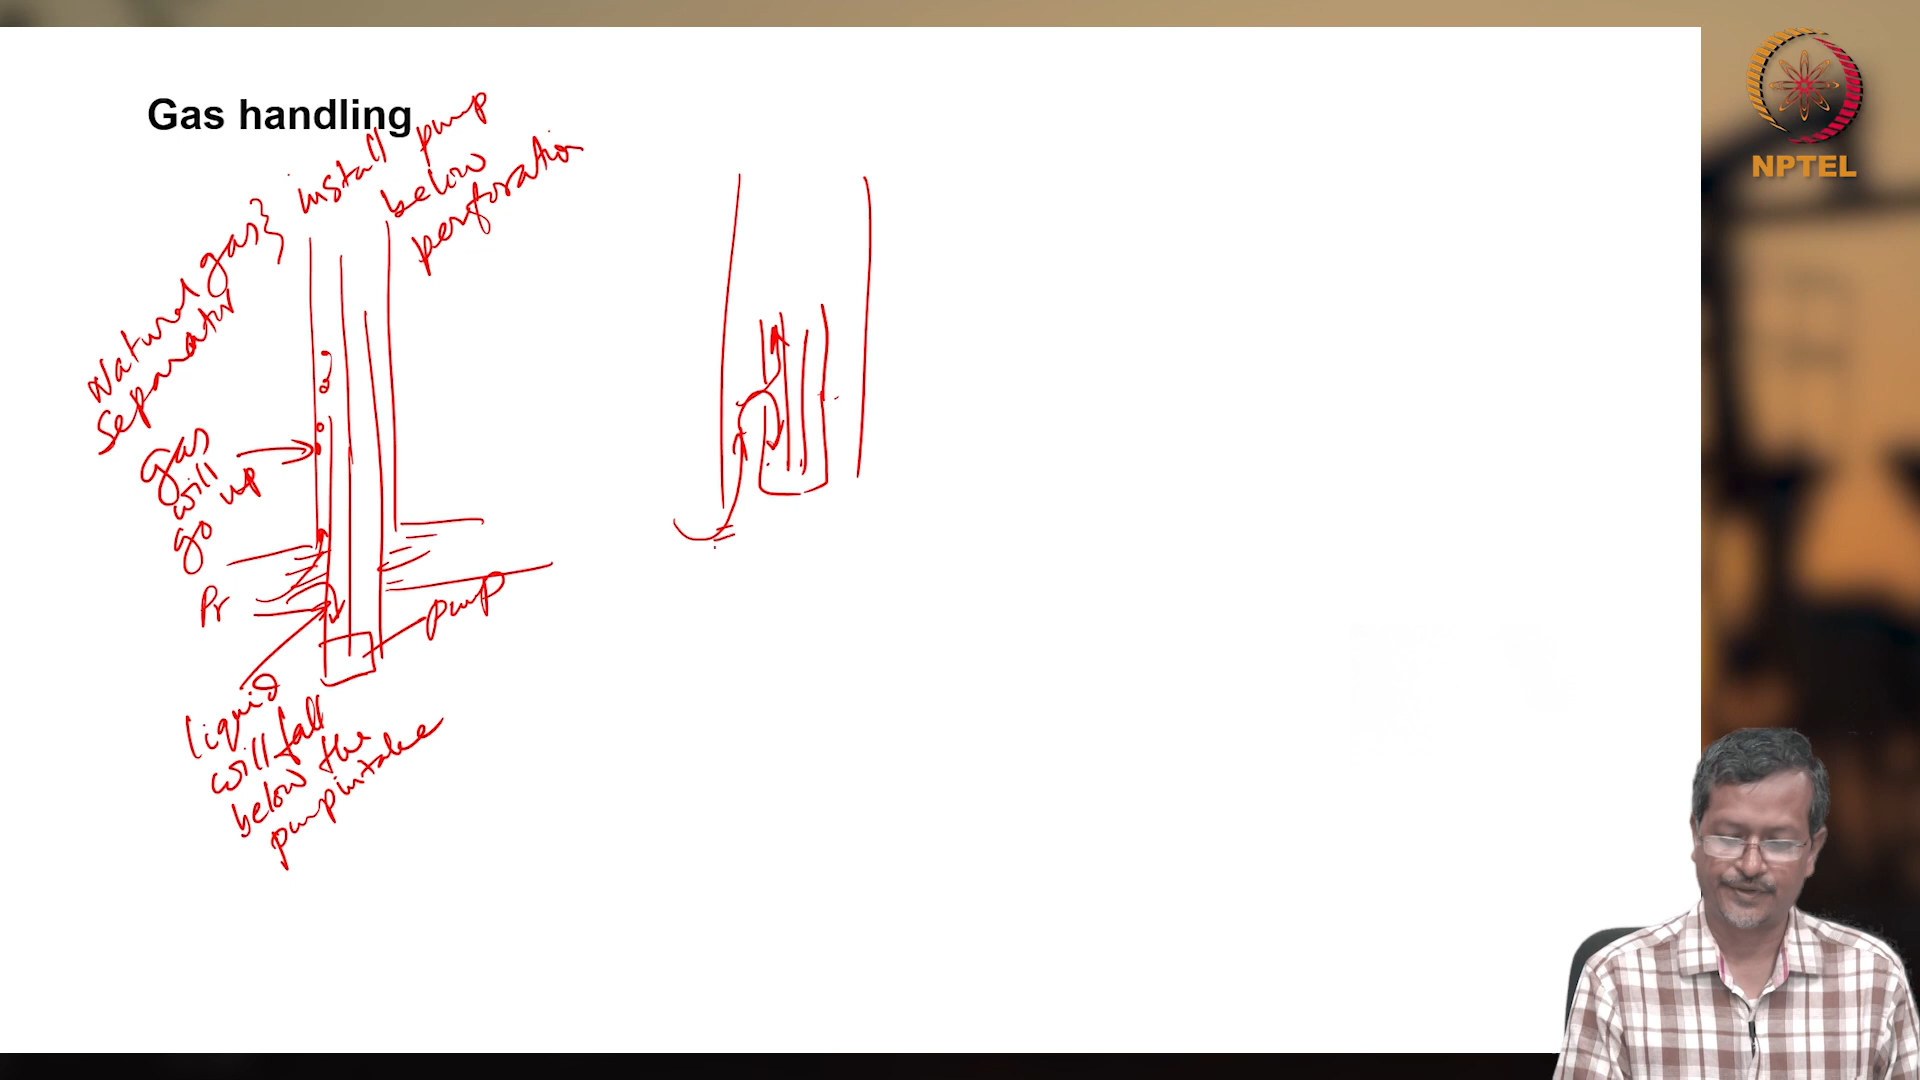 Gas handling
Natural gas } install pump
separator below
perforation
gas
will
go up
Pr
pump
liquid
will fall
below the
pump intake
NPTEL